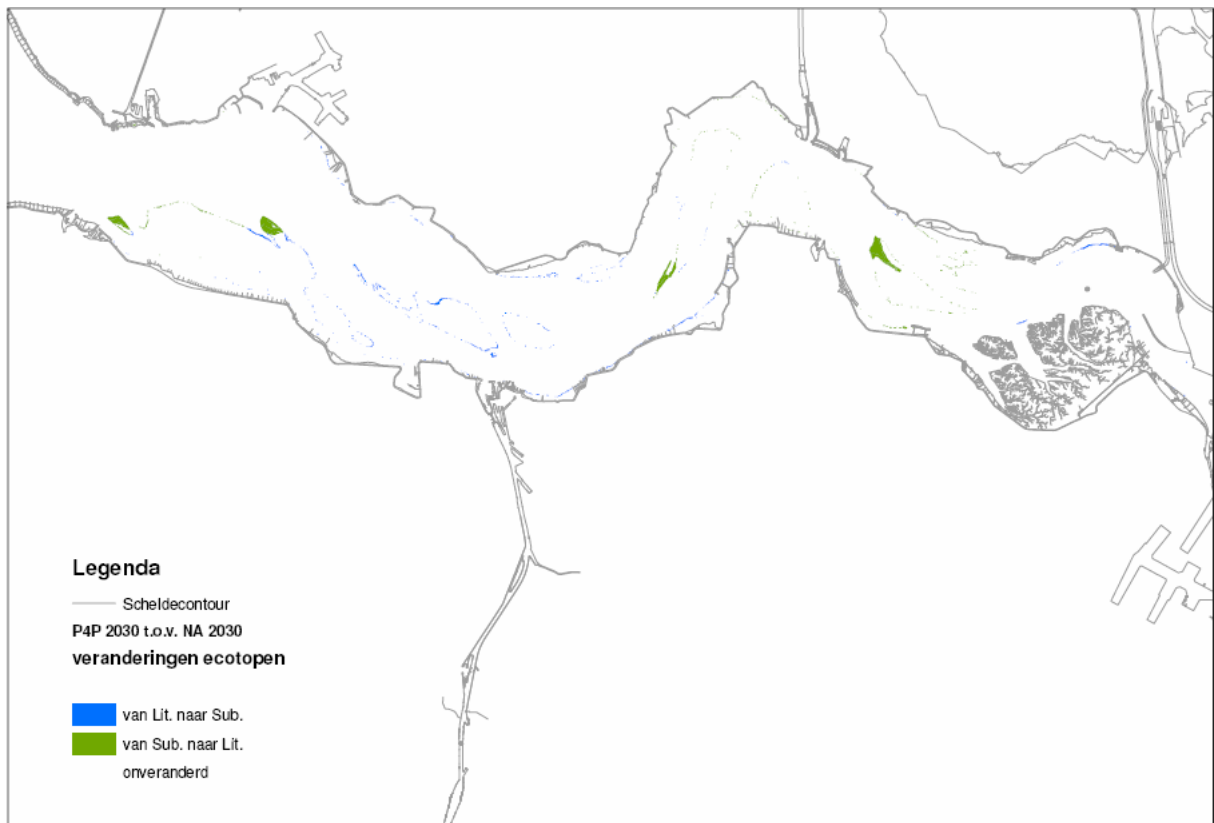 Legenda
Scheldecontour
P4P 2030 t.o.v. NA 2030
veranderingen ecotopen
van Lit. naar Sub.
van Sub. naar Lit.
onveranderd